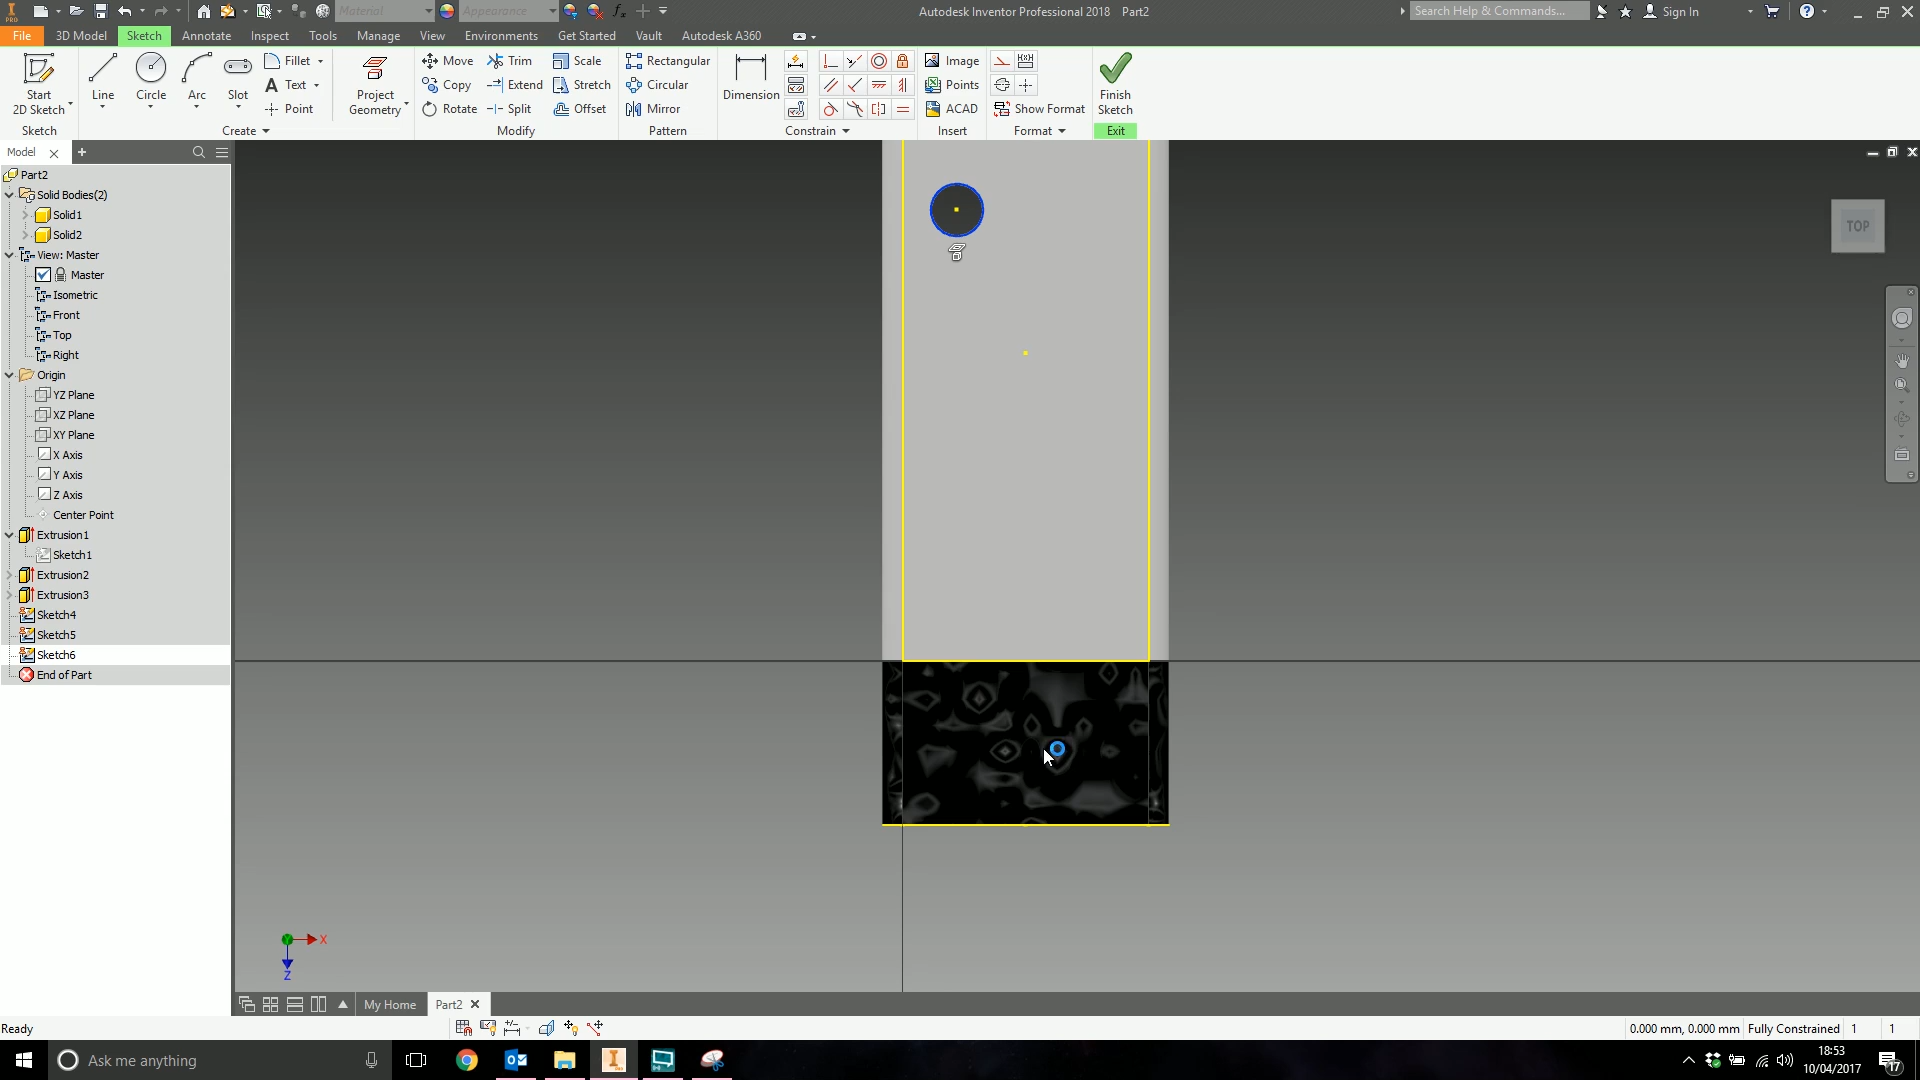 Material
Appearance
Autodesk Inventor Professional 2018 Part2
Search Help & Commands...
Sign In
PRO
File
3D Model
Sketch
Annotate
Inspect
Tools
Manage
View
Environments
Get Started
Vault
Autodesk A360
Start
2D Sketch
Line
Circle
Arc
Slot
Fillet
Text
Point
Project
Geometry
Move
Copy
Rotate
Trim
Extend
Split
Scale
Stretch
Offset
Rectangular
Circular
Mirror
Dimension
Image
Points
ACAD
Show Format
Finish
Sketch
Sketch
Create
Modify
Pattern
Constrain
Insert
Format
Exit
Model
Part2
Solid Bodies(2)
Solid1
Solid2
View: Master
Master
Isometric
Front
Top
Right
Origin
YZ Plane
XZ Plane
XY Plane
X Axis
Y Axis
Z Axis
Center Point
Extrusion1
Sketch1
Extrusion2
Extrusion3
Sketch4
Sketch5
Sketch6
End of Part
TOP
X
Z
My Home
Part2
Ready
0.000 mm, 0.000 mm
Fully Constrained
1
1
Ask me anything
18:53
10/04/2017
17